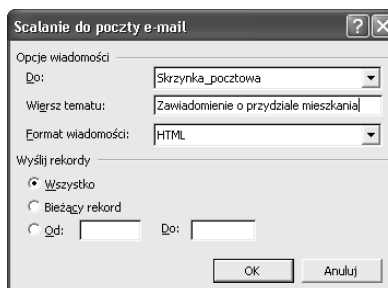 Scalanie do poczty e-mail
Opcje wiadomości
Do: Skrzynka_pocztowa
Wiersz tematu: Zawiadomienie o przydziale mieszkania
Format wiadomości: HTML
Wyślij rekordy
Wszystko
Bieżący rekord
Od: Do:
OK Anuluj